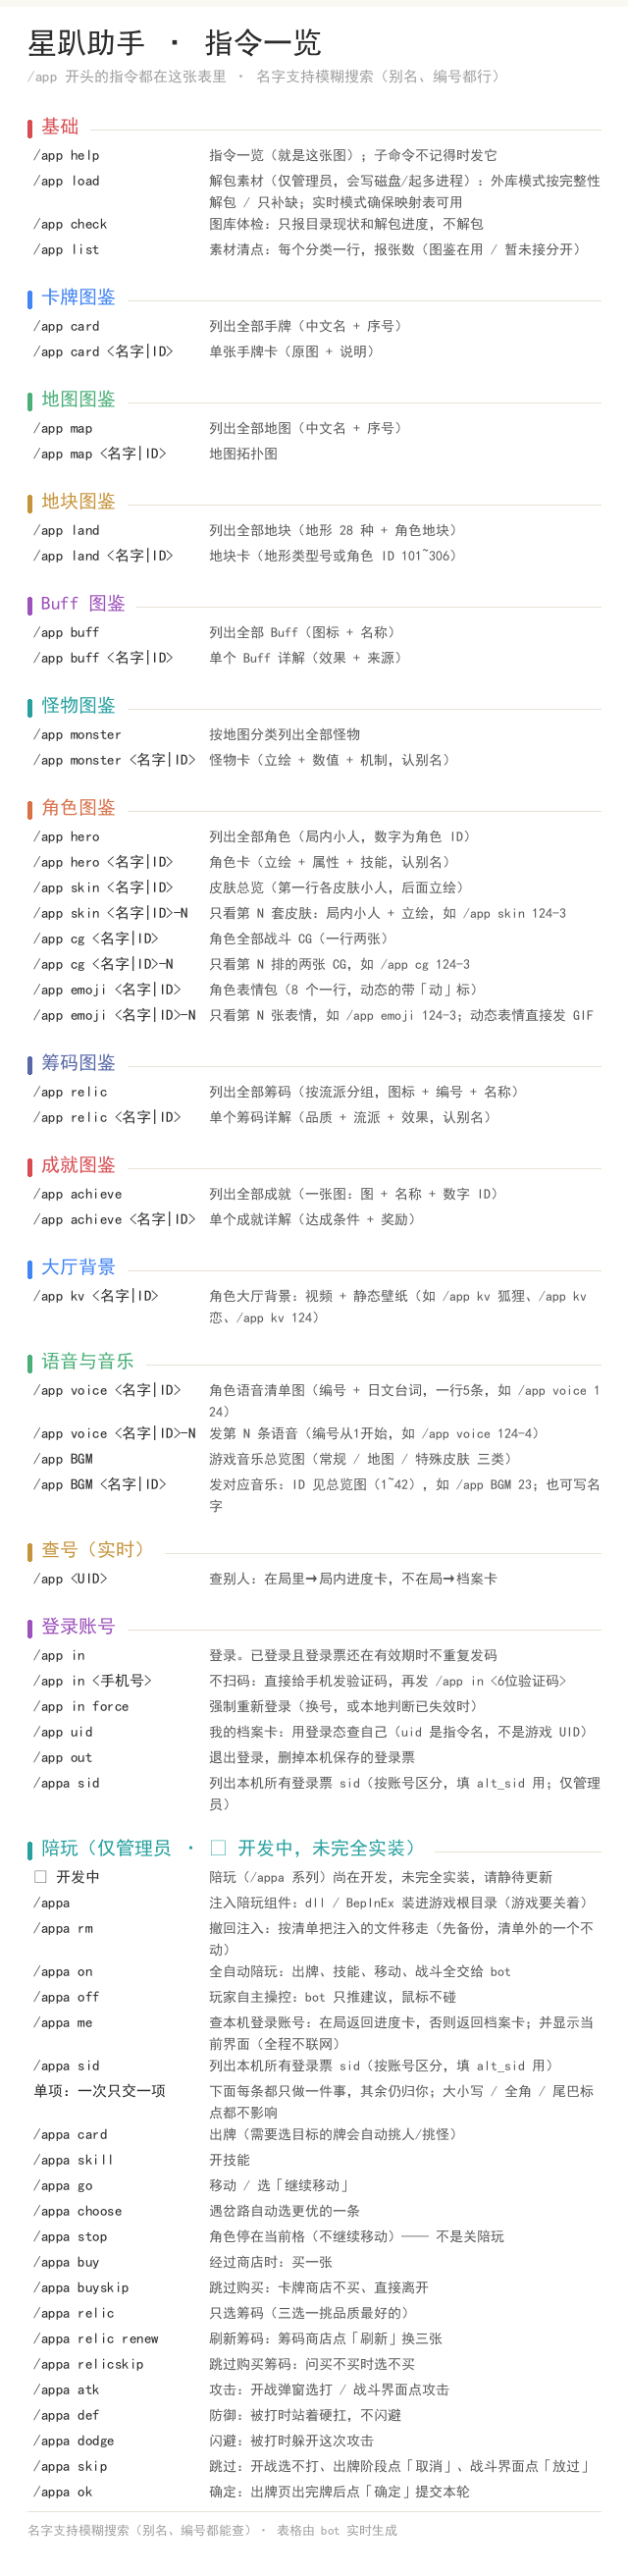 星趴助手 · 指令一览
/app 开头的指令都在这张表里 · 名字支持模糊搜索（别名、编号都行）
基础
/app help 指令一览（就是这张图）；子命令不记得时发它
/app load 解包素材（仅管理员，会写磁盘/起多进程）：外库模式按完整性
解包 / 只补缺；实时模式确保映射表可用
/app check 图库体检：只报目录现状和解包进度，不解包
/app list 素材清点：每个分类一行，报张数（图鉴在用 / 暂未接分开）
卡牌图鉴
/app card 列出全部手牌（中文名 + 序号）
/app card <名字|ID> 单张手牌卡（原图 + 说明）
地图图鉴
/app map 列出全部地图（中文名 + 序号）
/app map <名字|ID> 地图拓扑图
地块图鉴
/app land 列出全部地块（地形 28 种 + 角色地块）
/app land <名字|ID> 地块卡（地形类型号或角色 ID 101~306）
Buff 图鉴
/app buff 列出全部 Buff（图标 + 名称）
/app buff <名字|ID> 单个 Buff 详解（效果 + 来源）
怪物图鉴
/app monster 按地图分类列出全部怪物
/app monster <名字|ID> 怪物卡（立绘 + 数值 + 机制，认别名）
角色图鉴
/app hero 列出全部角色（局内小人，数字为角色 ID）
/app hero <名字|ID> 角色卡（立绘 + 属性 + 技能，认别名）
/app skin <名字|ID> 皮肤总览（第一行各皮肤小人，后面立绘）
/app skin <名字|ID>-N 只看第 N 套皮肤：局内小人 + 立绘，如 /app skin 124-3
/app cg <名字|ID> 角色全部战斗 CG（一行两张）
/app cg <名字|ID>-N 只看第 N 排的两张 CG，如 /app cg 124-3
/app emoji <名字|ID> 角色表情包（8 个一行，动态的带「动」标）
/app emoji <名字|ID>-N 只看第 N 张表情，如 /app emoji 124-3；动态表情直接发 GIF
筹码图鉴
/app relic 列出全部筹码（按流派分组，图标 + 编号 + 名称）
/app relic <名字|ID> 单个筹码详解（品质 + 流派 + 效果，认别名）
成就图鉴
/app achieve 列出全部成就（一张图：图 + 名称 + 数字 ID）
/app achieve <名字|ID> 单个成就详解（达成条件 + 奖励）
大厅背景
/app kv <名字|ID> 角色大厅背景：视频 + 静态壁纸（如 /app kv 狐狸、/app kv
恋、/app kv 124）
语音与音乐
/app voice <名字|ID> 角色语音清单图（编号 + 日文台词，一行5条，如 /app voice 1
24）
/app voice <名字|ID>-N 发第 N 条语音（编号从1开始，如 /app voice 124-4）
/app BGM 游戏音乐总览图（常规 / 地图 / 特殊皮肤 三类）
/app BGM <名字|ID> 发对应音乐：ID 见总览图（1~42），如 /app BGM 23；也可写名
字
查号（实时）
/app <UID> 查别人：在局里→局内进度卡，不在局→档案卡
登录账号
/app in 登录。已登录且登录票还在有效期时不重复发码
/app in <手机号> 不扫码：直接给手机发验证码，再发 /app in <6位验证码>
/app in force 强制重新登录（换号，或本地判断已失效时）
/app uid 我的档案卡：用登录态查自己（uid 是指令名，不是游戏 UID）
/app out 退出登录，删掉本机保存的登录票
/appa sid 列出本机所有登录票 sid（按账号区分，填 alt_sid 用；仅管理
员）
陪玩（仅管理员 · □ 开发中，未完全实装）
□ 开发中 陪玩（/appa 系列）尚在开发，未完全实装，请静待更新
/appa 注入陪玩组件：dll / BepInEx 装进游戏根目录（游戏要关着）
/appa rm 撤回注入：按清单把注入的文件移走（先备份，清单外的一个不
动）
/appa on 全自动陪玩：出牌、技能、移动、战斗全交给 bot
/appa off 玩家自主操控：bot 只推建议，鼠标不碰
/appa me 查本机登录账号：在局返回进度卡，否则返回档案卡；并显示当
前界面（全程不联网）
/appa sid 列出本机所有登录票 sid（按账号区分，填 alt_sid 用）
单项：一次只交一项 下面每条都只做一件事，其余仍归你；大小写 / 全角 / 尾巴标
点都不影响
/appa card 出牌（需要选目标的牌会自动挑人/挑怪）
/appa skill 开技能
/appa go 移动 / 选「继续移动」
/appa choose 遇岔路自动选更优的一条
/appa stop 角色停在当前格（不继续移动）—— 不是关陪玩
/appa buy 经过商店时：买一张
/appa buyskip 跳过购买：卡牌商店不买、直接离开
/appa relic 只选筹码（三选一挑品质最好的）
/appa relic renew 刷新筹码：筹码商店点「刷新」换三张
/appa relicskip 跳过购买筹码：问买不买时选不买
/appa atk 攻击：开战弹窗选打 / 战斗界面点攻击
/appa def 防御：被打时站着硬扛，不闪避
/appa dodge 闪避：被打时躲开这次攻击
/appa skip 跳过：开战选不打、出牌阶段点「取消」、战斗界面点「放过」
/appa ok 确定：出牌页出完牌后点「确定」提交本轮
名字支持模糊搜索（别名、编号都能查）· 表格由 bot 实时生成